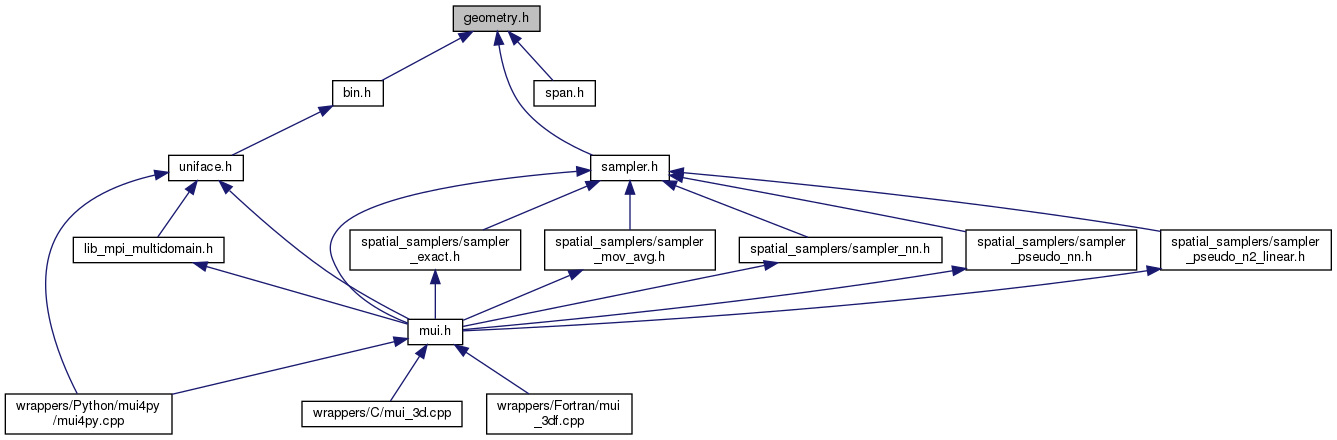 geometry.h
bin.h
span.h
uniface.h
sampler.h
lib_mpi_multidomain.h
spatial_samplers/sampler
_exact.h
spatial_samplers/sampler
_mov_avg.h
spatial_samplers/sampler_nn.h
spatial_samplers/sampler
_pseudo_nn.h
spatial_samplers/sampler
_pseudo_n2_linear.h
mui.h
wrappers/Python/mui4py
/mui4py.cpp
wrappers/C/mui_3d.cpp
wrappers/Fortran/mui
_3df.cpp